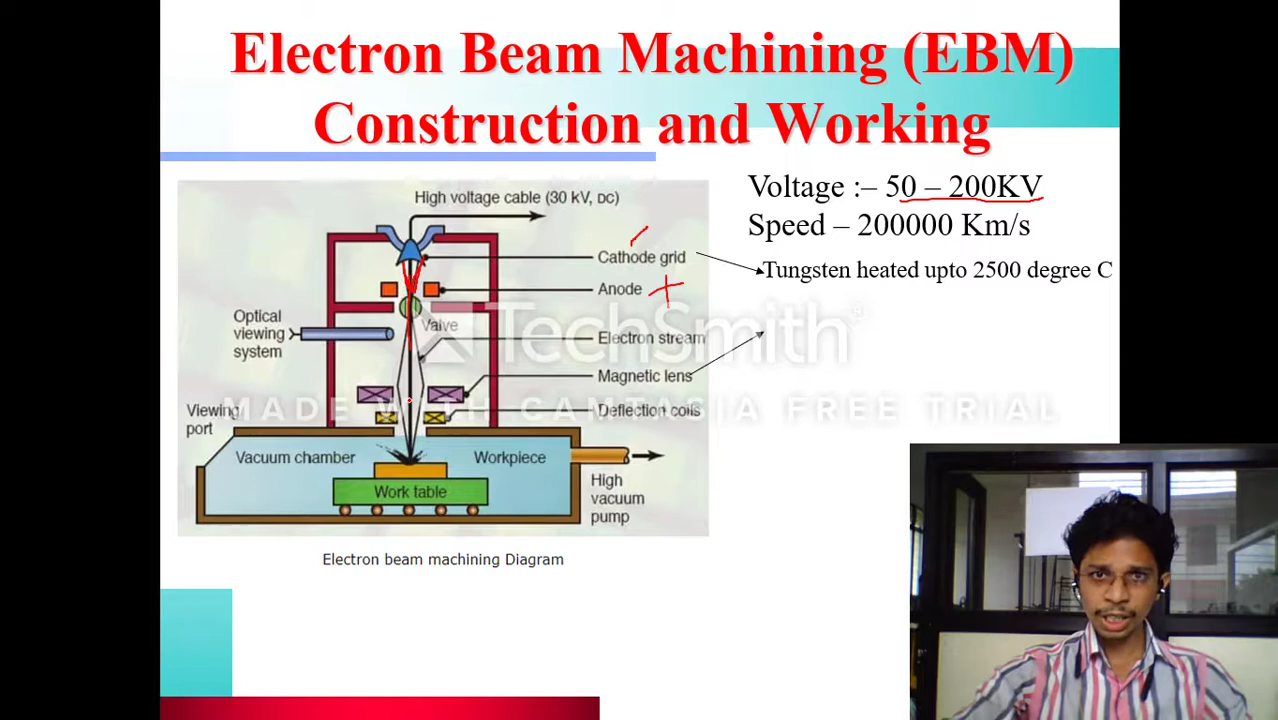 Electron Beam Machining (EBM)
Construction and Working
Voltage :– 50 – 200KV
Speed – 200000 Km/s
Tungsten heated upto 2500 degree C
High voltage cable (30 kV, DC)
Cathode grid
Anode
Optical
viewing
system
Valve
Electron stream
Magnetic lens
Deflection coils
Viewing
port
Vacuum chamber
Workpiece
Work table
High
vacuum
pump
Electron beam machining Diagram
TechSmith
MADE WITH CAMTASIA FREE TRIAL